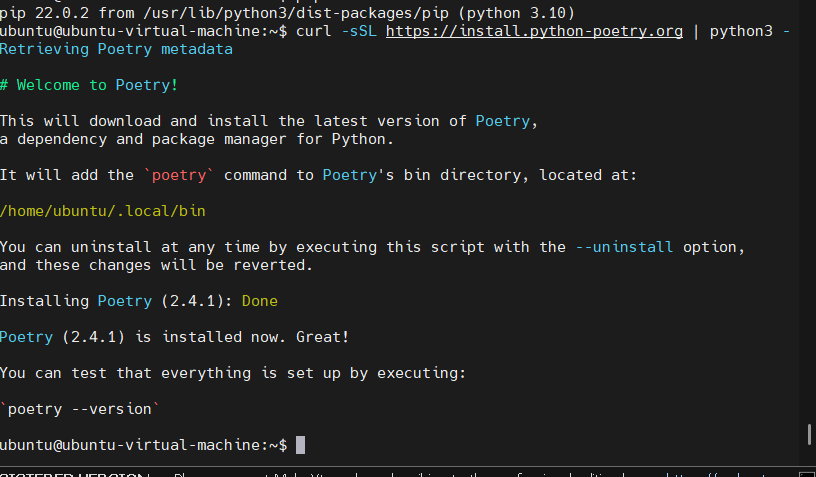 pip 22.0.2 from /usr/lib/python3/dist-packages/pip (python 3.10)
ubuntu@ubuntu-virtual-machine:~$ curl -sSL https://install.python-poetry.org | python3 -
Retrieving Poetry metadata
# Welcome to Poetry!
This will download and install the latest version of Poetry,
a dependency and package manager for Python.
It will add the `poetry` command to Poetry's bin directory, located at:
/home/ubuntu/.local/bin
You can uninstall at any time by executing this script with the --uninstall option,
and these changes will be reverted.
Installing Poetry (2.4.1): Done
Poetry (2.4.1) is installed now. Great!
You can test that everything is set up by executing:
`poetry --version`
ubuntu@ubuntu-virtual-machine:~$